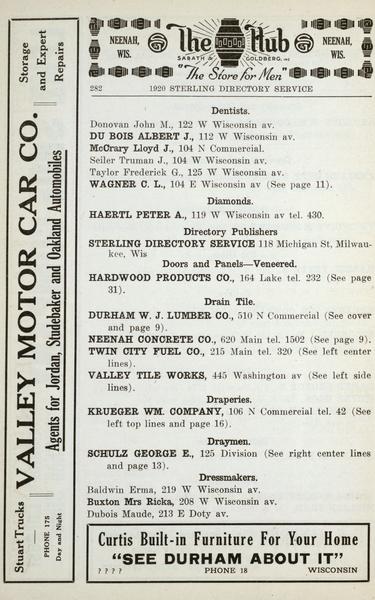 NEENAH,
WIS.
The Hub
SABATH & GOLDBERG, INC
"The Store for Men"
NEENAH,
WIS.
282 1920 STERLING DIRECTORY SERVICE
Dentists.
Donovan John M., 122 W Wisconsin av.
DU BOIS ALBERT J., 112 W Wisconsin av.
McCrary Lloyd J., 104 N Commercial.
Seiler Truman J., 104 W Wisconsin av.
Taylor Frederick G., 125 W Wisconsin av.
WAGNER C. L., 104 E Wisconsin av (See page 11).
Diamonds.
HAERTL PETER A., 119 W Wisconsin av tel. 430.
Directory Publishers
STERLING DIRECTORY SERVICE 118 Michigan St, Milwau-
kee, Wis
Doors and Panels—Veneered.
HARDWOOD PRODUCTS CO., 164 Lake tel. 232 (See page
31).
Drain Tile.
DURHAM W. J. LUMBER CO., 510 N Commercial (See cover
and page 9).
NEENAH CONCRETE CO., 620 Main tel. 1502 (See page 9).
TWIN CITY FUEL CO., 215 Main tel. 320 (See left center
lines).
VALLEY TILE WORKS, 445 Washington av (See left side
lines).
Draperies.
KRUEGER WM. COMPANY, 106 N Commercial tel. 42 (See
left top lines and page 16).
Draymen.
SCHULZ GEORGE E., 125 Division (See right center lines
and page 13).
Dressmakers.
Baldwin Erma, 219 W Wisconsin av.
Buxton Mrs Ricka, 208 W Wisconsin av.
Dubois Maude, 213 E Doty av.
Curtis Built-in Furniture For Your Home
"SEE DURHAM ABOUT IT"
? ? ? ? PHONE 18 WISCONSIN
Stuart Trucks
PHONE 175
Day and Night
VALLEY MOTOR CAR CO.
Agents for Jordan, Studebaker and Oakland Automobiles
Storage
and Expert
Repairs